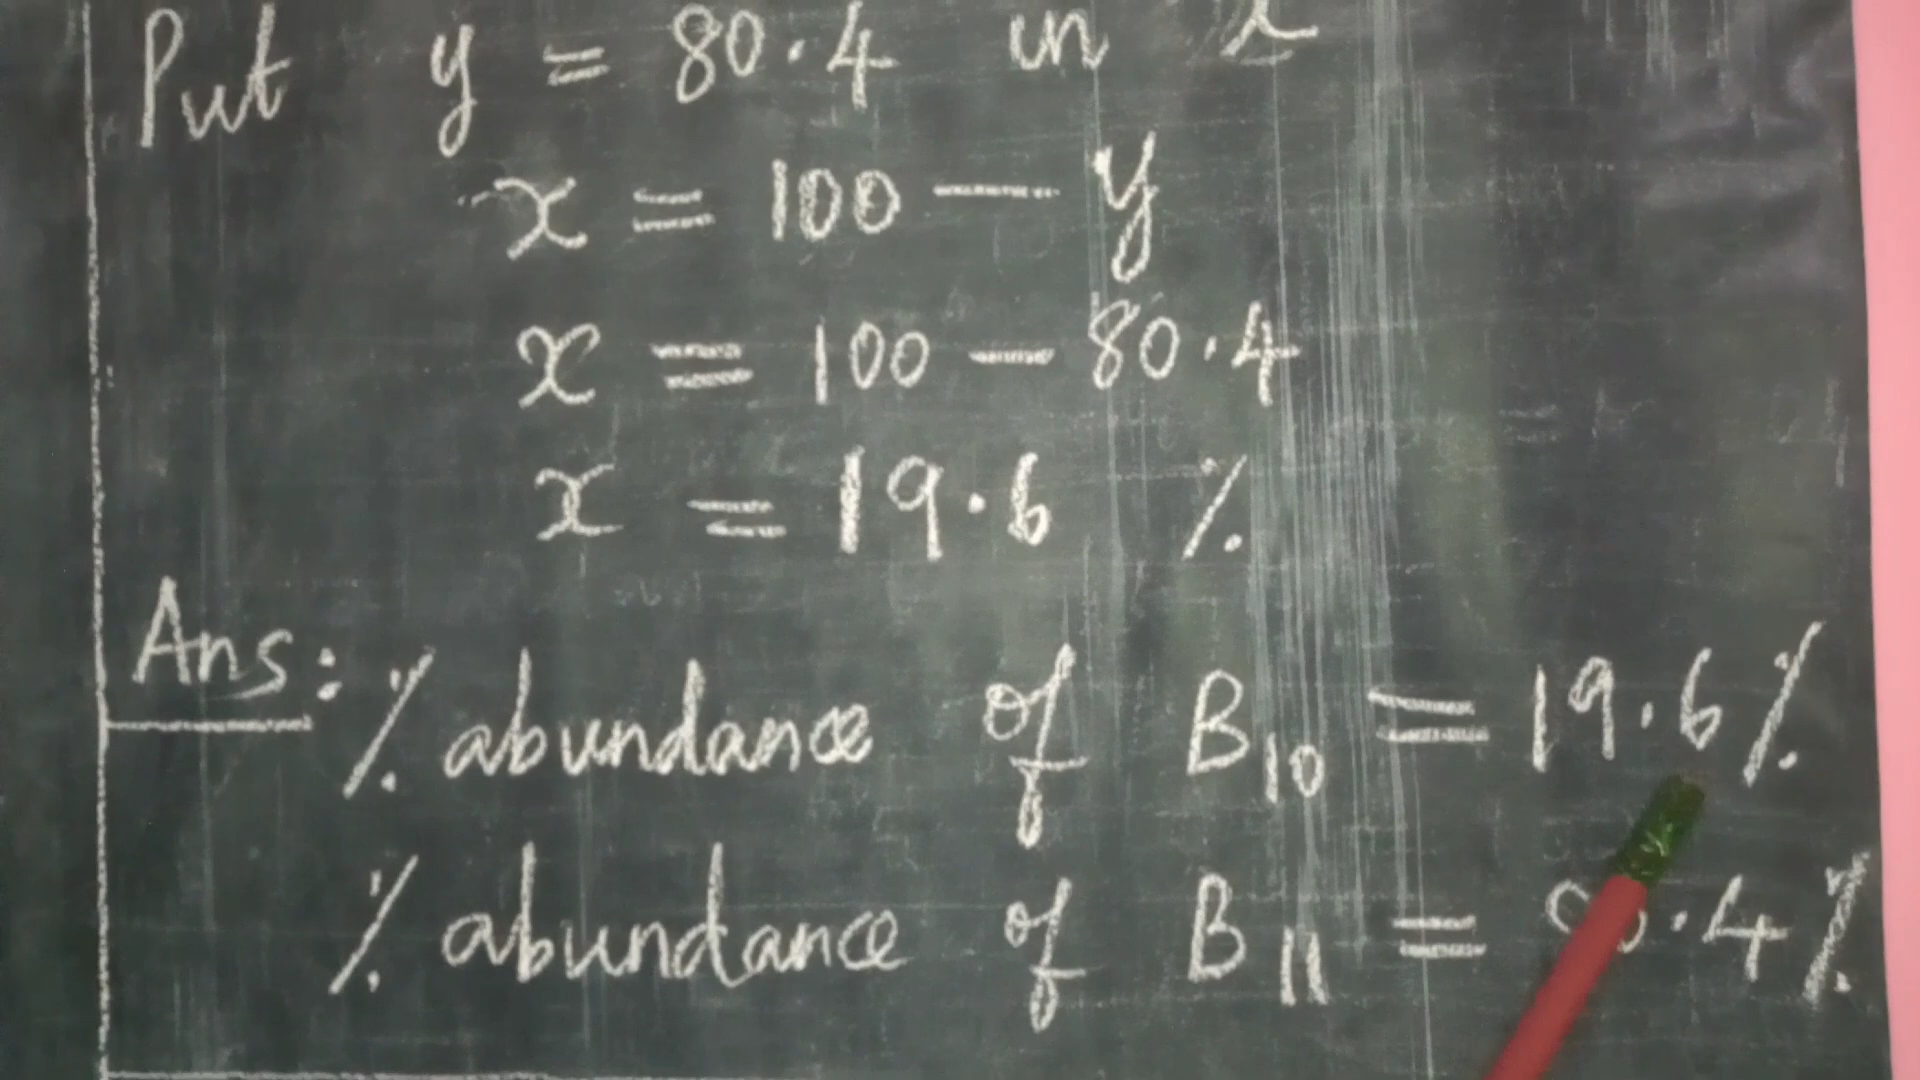 Put y = 80.4 in x
x = 100 - y
x = 100 - 80.4
x = 19.6 %
Ans: % abundance of B₁₀ = 19.6%
% abundance of B₁₁ = 80.4%